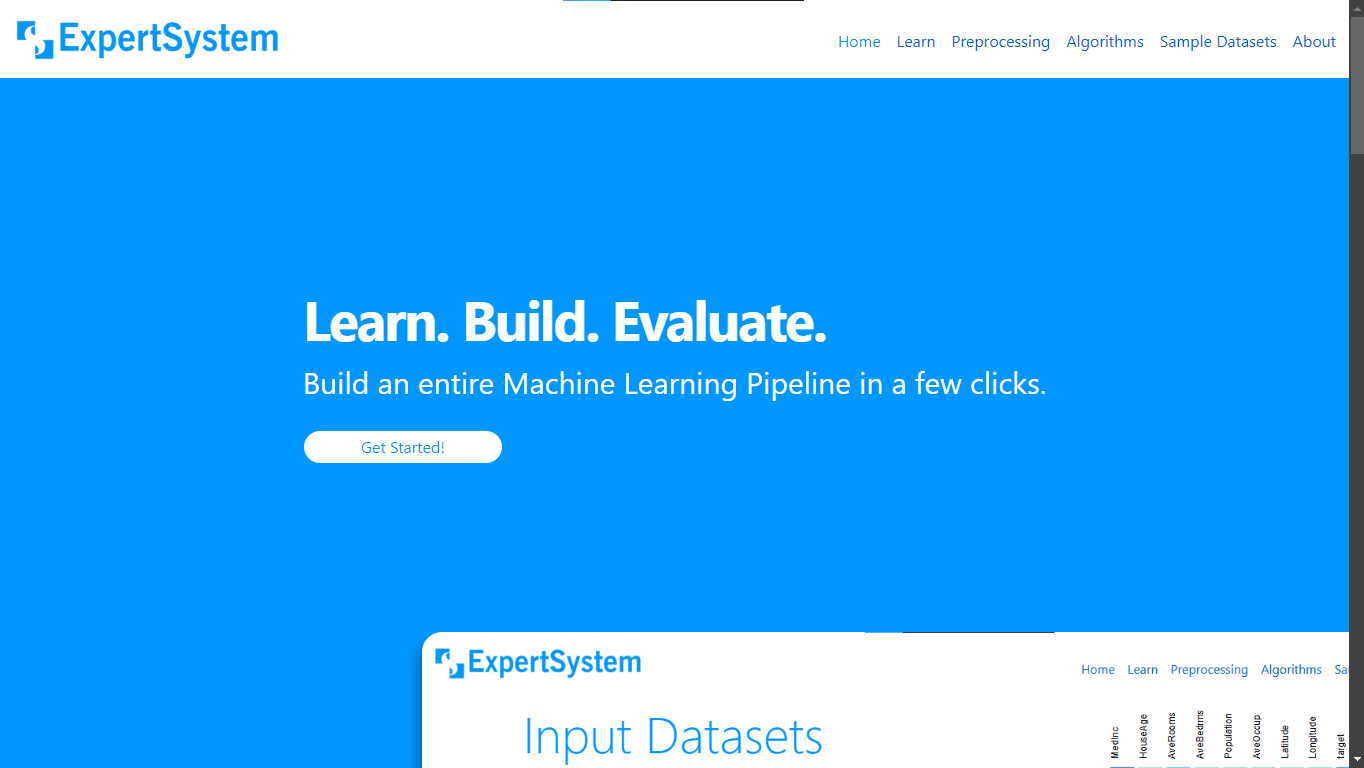 ExpertSystem
Home Learn Preprocessing Algorithms Sample Datasets About
Learn. Build. Evaluate.
Build an entire Machine Learning Pipeline in a few clicks.
Get Started!
ExpertSystem
Home Learn Preprocessing Algorithms Sa
Input Datasets
MedInc
HouseAge
AveRooms
AveBedrms
Population
AveOccup
Latitude
Longitude
target